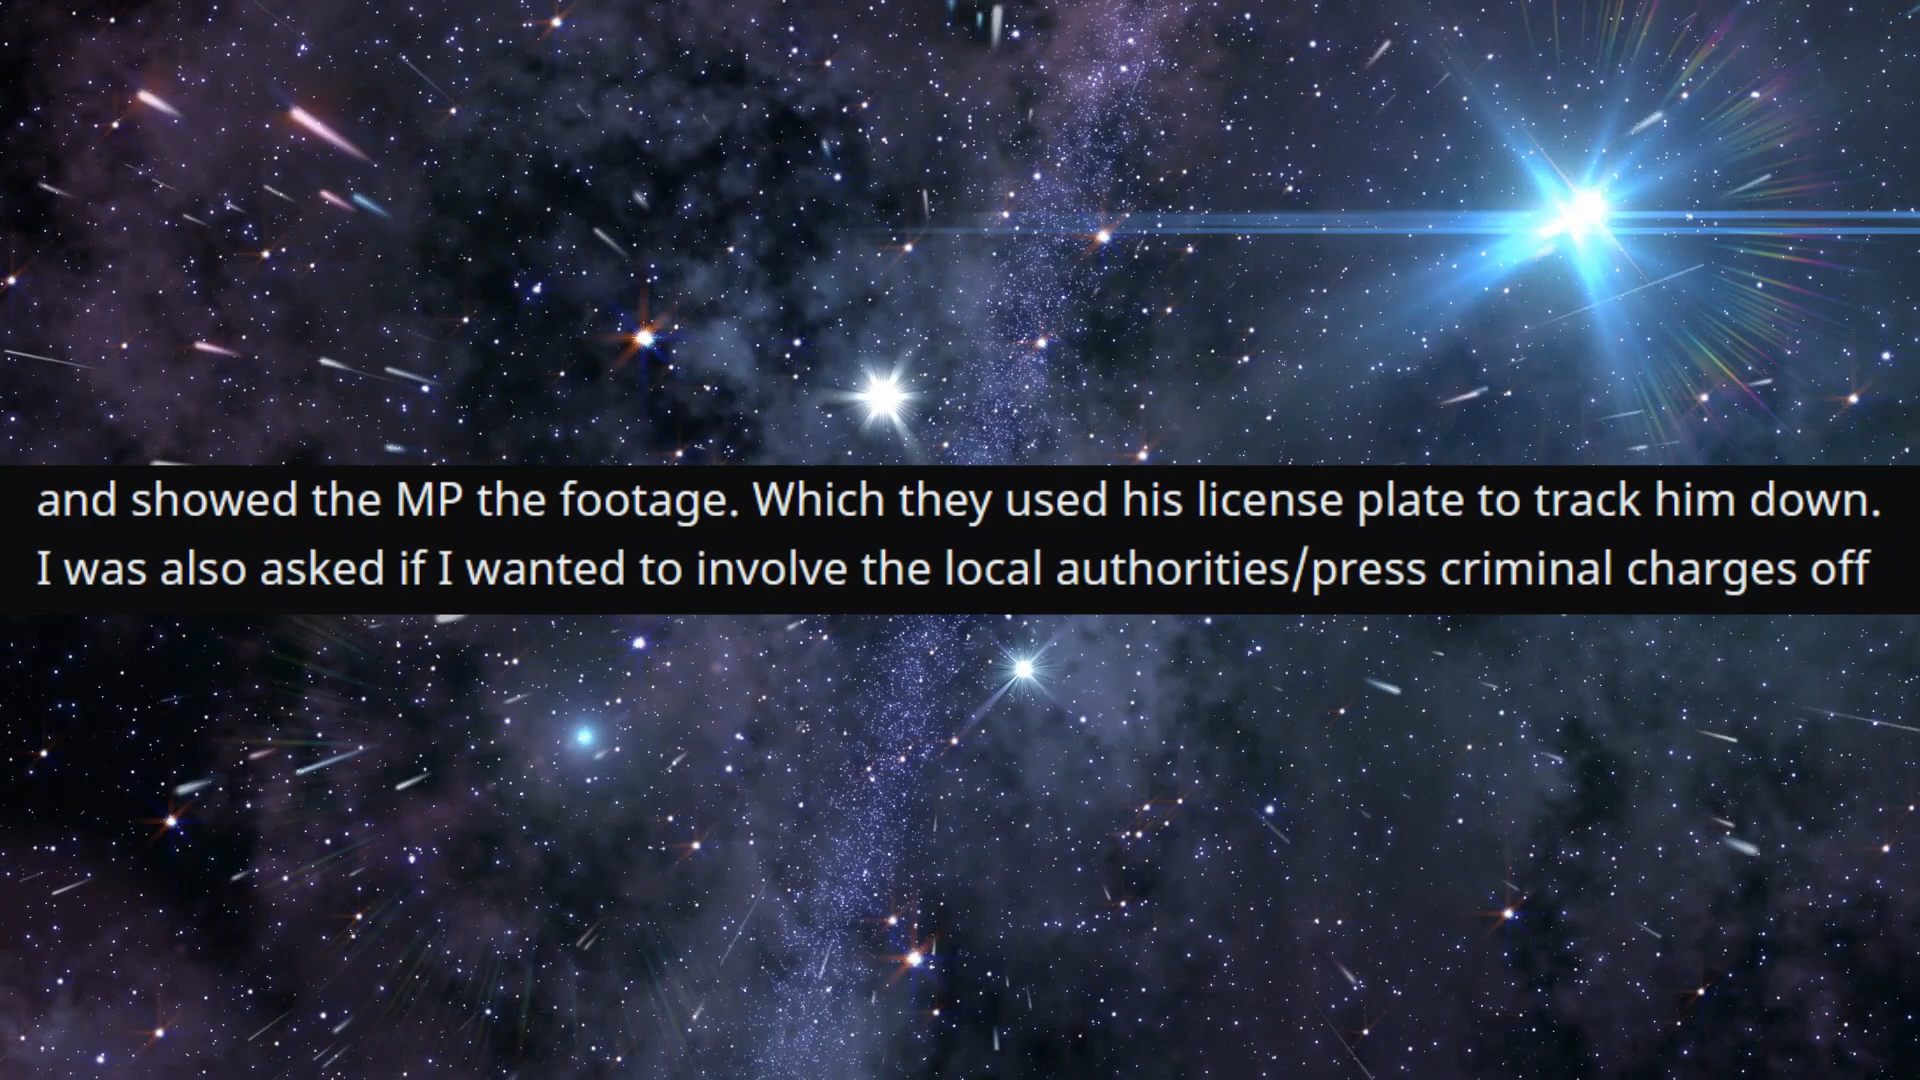 and showed the MP the footage. Which they used his license plate to track him down.
I was also asked if I wanted to involve the local authorities/press criminal charges off